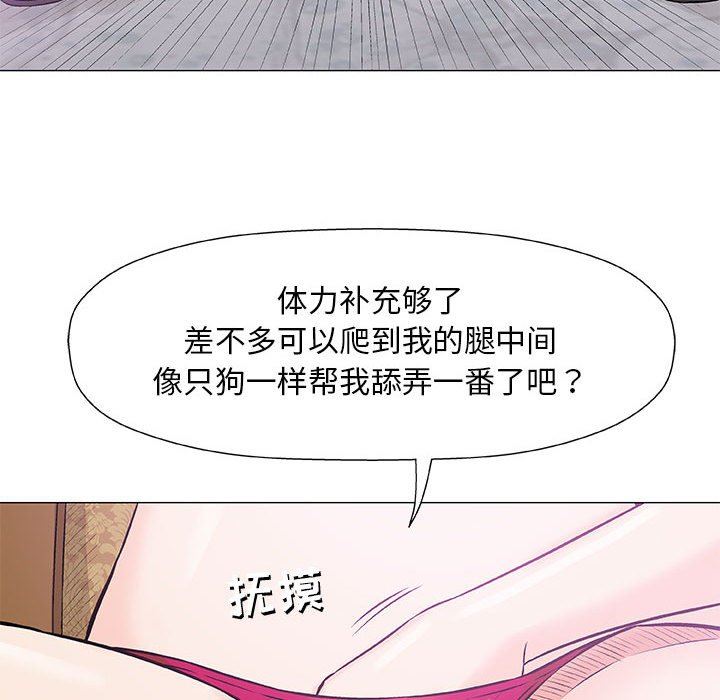 体力补充够了
差不多可以爬到我的腿中间
像只狗一样帮我舔弄一番了吧？
抚摸